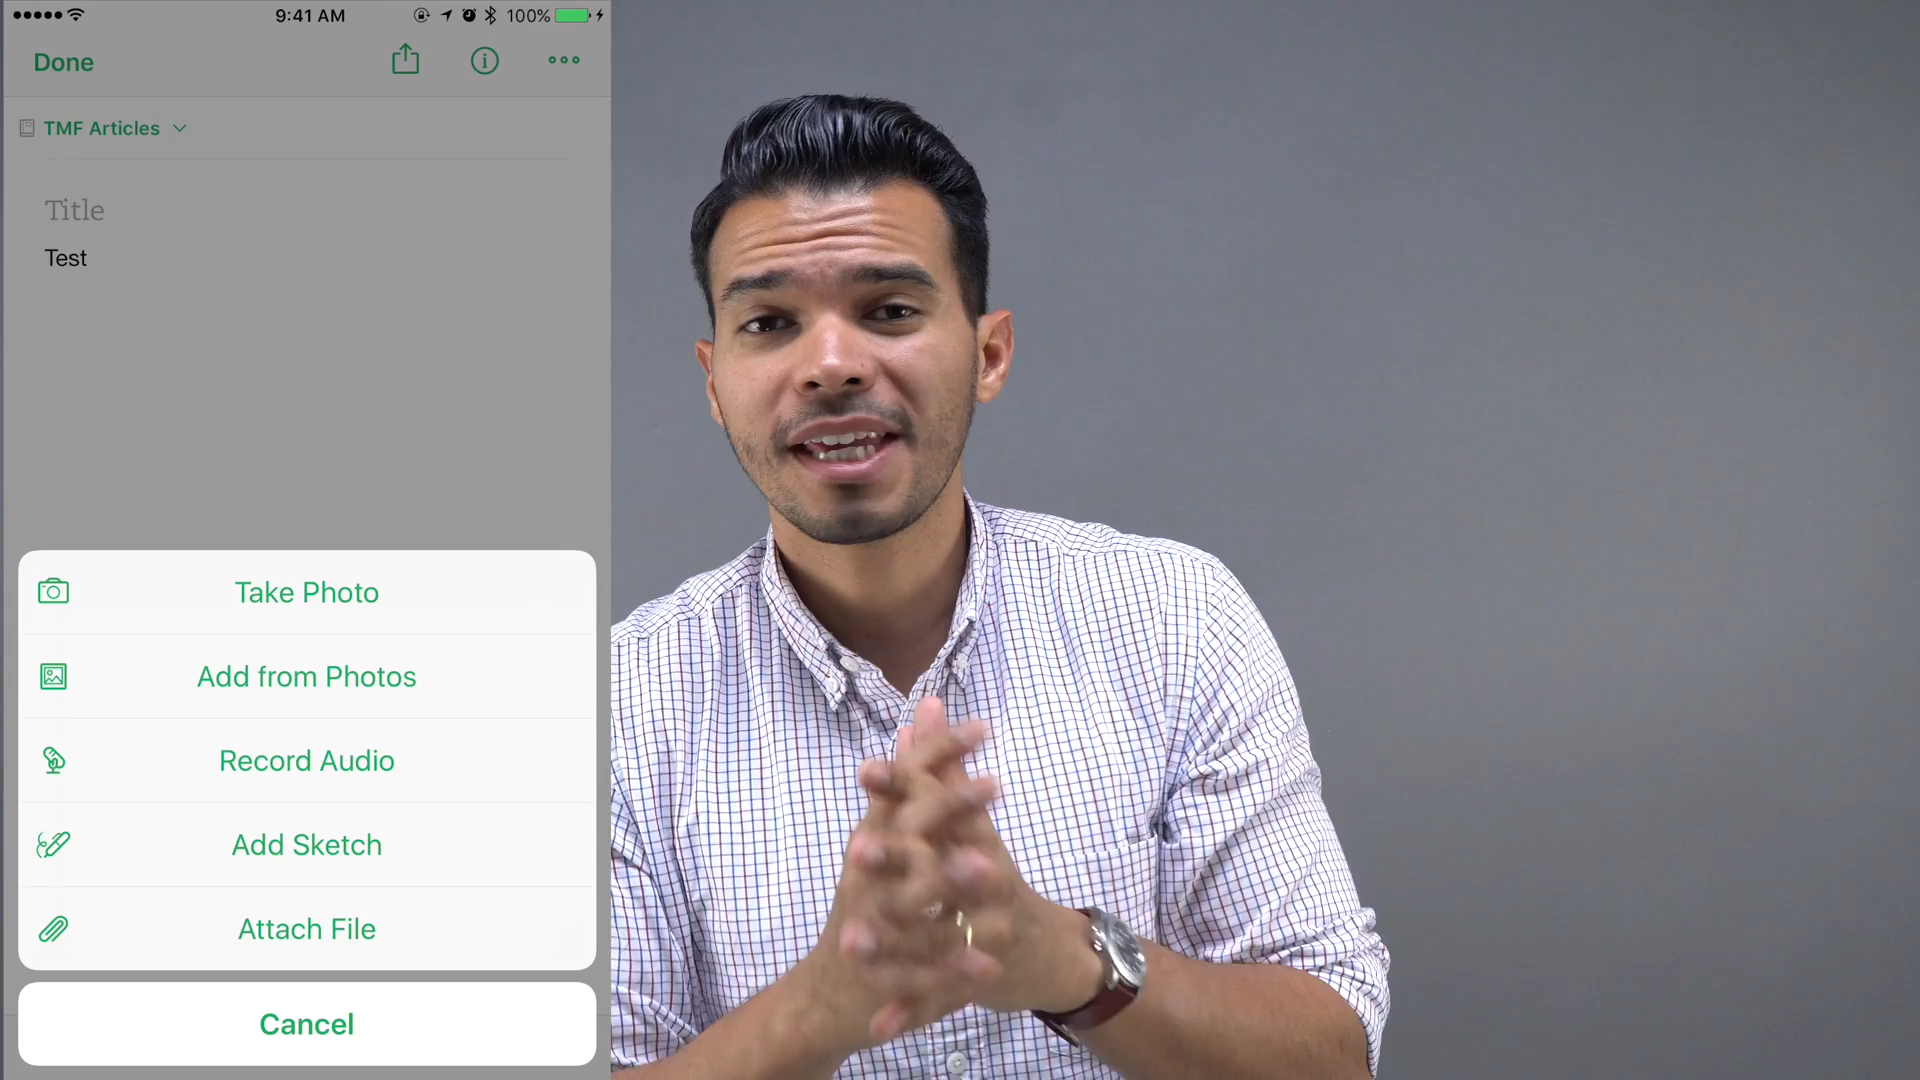 9:41 AM 100%
Done
TMF Articles
Title
Test
Take Photo
Add from Photos
Record Audio
Add Sketch
Attach File
Cancel